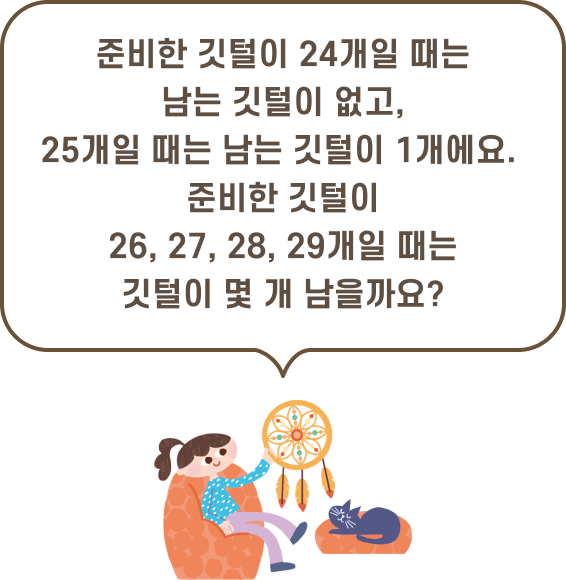 준비한 깃털이 24개일 때는
남는 깃털이 없고,
25개일 때는 남는 깃털이 1개에요.
준비한 깃털이
26, 27, 28, 29개일 때는
깃털이 몇 개 남을까요?